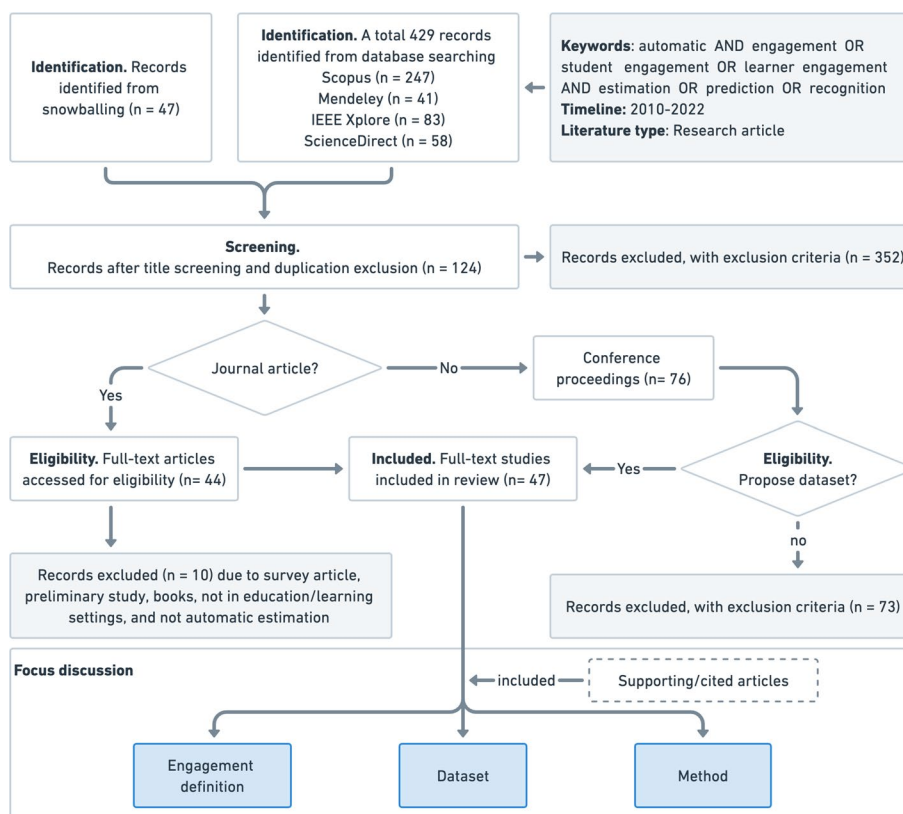 Identification. Records
identified from
snowballing (n = 47)
Identification. A total 429 records
identified from database searching
Scopus (n = 247)
Mendeley (n = 41)
IEEE Xplore (n = 83)
ScienceDirect (n = 58)
Keywords: automatic AND engagement OR
student engagement OR learner engagement
AND estimation OR prediction OR recognition
Timeline: 2010-2022
Literature type: Research article
Screening.
Records after title screening and duplication exclusion (n = 124)
Records excluded, with exclusion criteria (n = 352)
Journal article?
No
Conference
proceedings (n= 76)
Yes
Eligibility. Full-text articles
accessed for eligibility (n= 44)
Included. Full-text studies
included in review (n= 47)
Yes
Eligibility.
Propose dataset?
no
Records excluded (n = 10) due to survey article,
preliminary study, books, not in education/learning
settings, and not automatic estimation
Records excluded, with exclusion criteria (n = 73)
Focus discussion
included
Supporting/cited articles
Engagement
definition
Dataset
Method